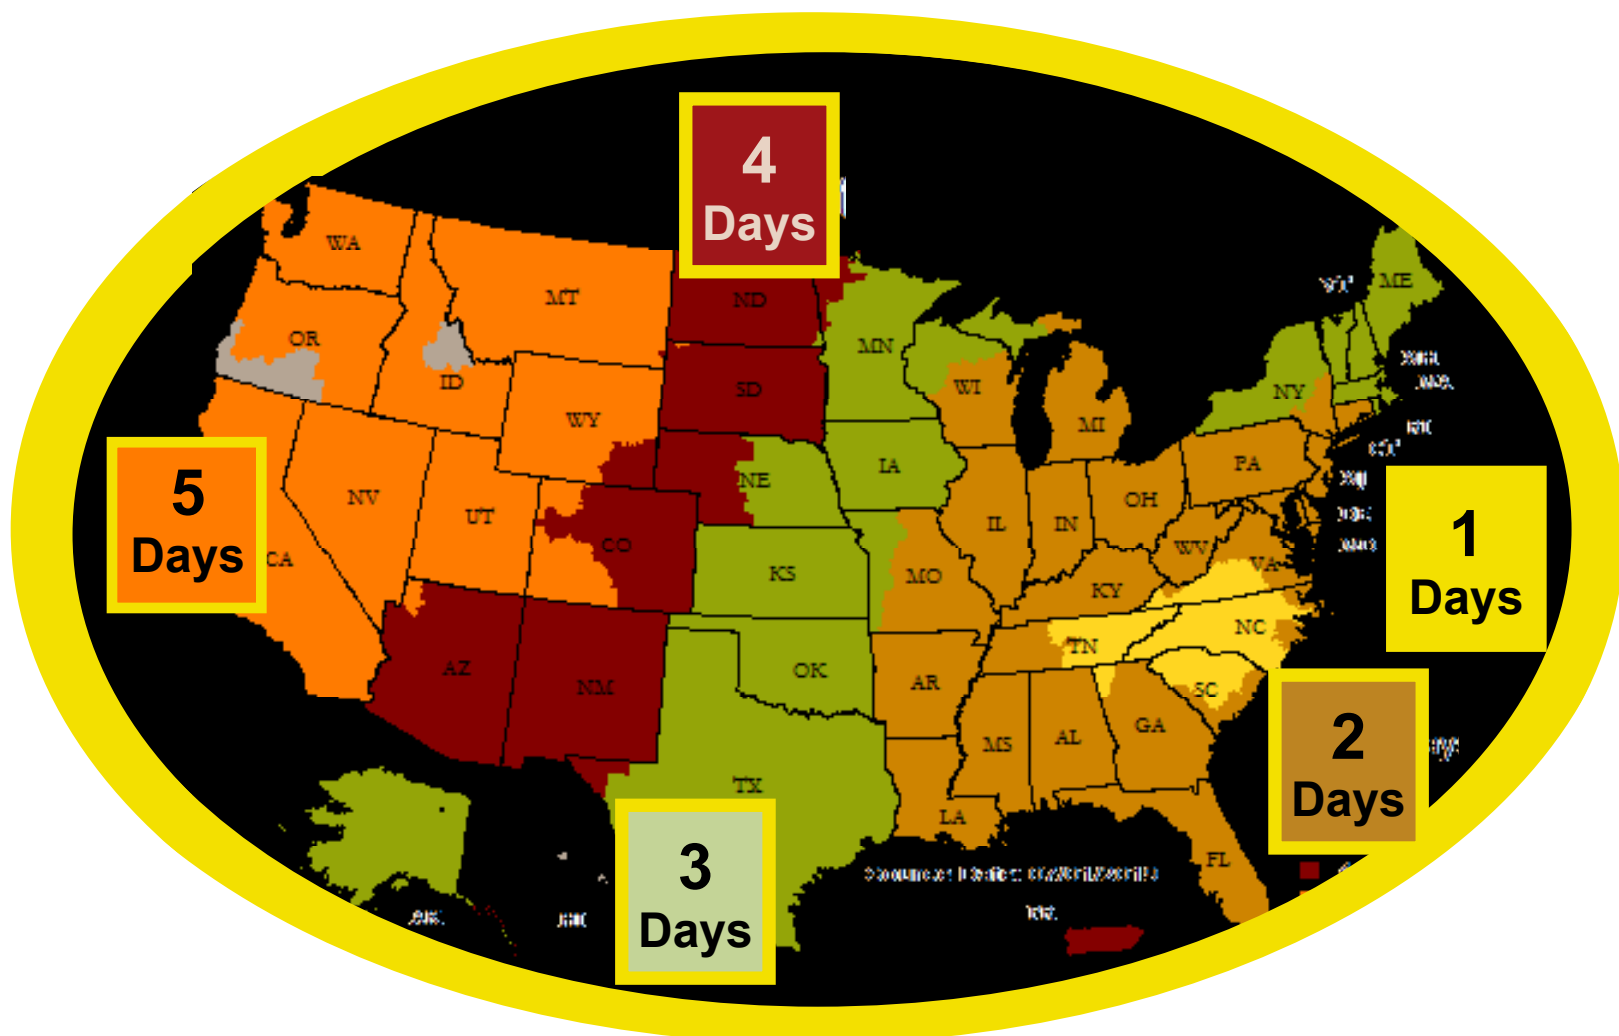 4
Days
WA
MT
ND
ME
OR
MN
ID
SD
WI
NY
WY
MI
IA
PA
NE
5
Days
NV
UT
IL
IN
OH
1
Days
CA
CO
KS
MO
WV
VA
KY
NC
TN
AZ
NM
OK
AR
SC
2
Days
MS
AL
GA
TX
LA
FL
3
Days